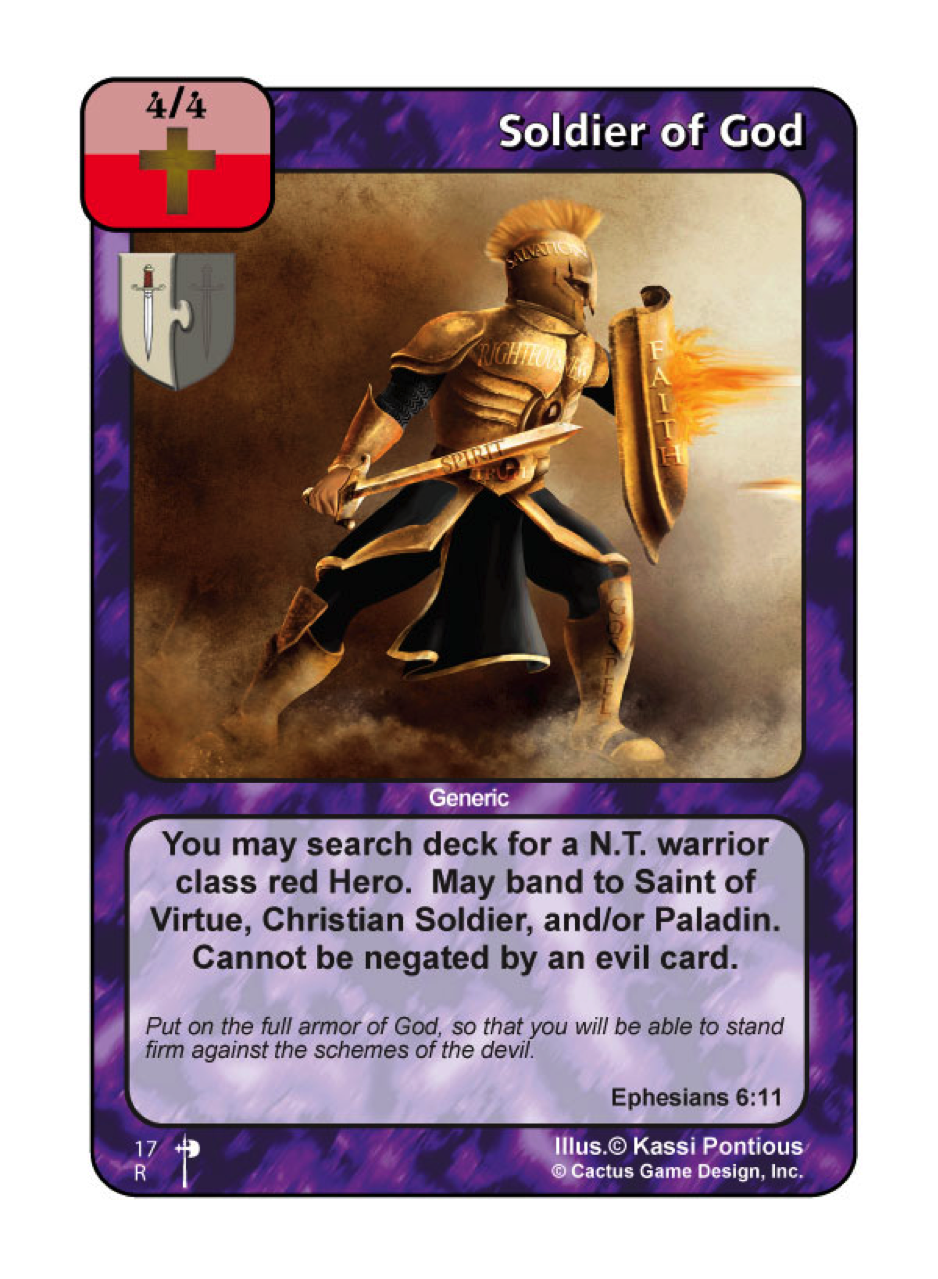 4/4
Soldier of God
SALVATION
RIGHTEOUSNESS
FAITH
SPIRIT
TRUTH
GOSPEL
Generic
You may search deck for a N.T. warrior
class red Hero. May band to Saint of
Virtue, Christian Soldier, and/or Paladin.
Cannot be negated by an evil card.
Put on the full armor of God, so that you will be able to stand
firm against the schemes of the devil.
Ephesians 6:11
17
R
Illus.© Kassi Pontious
© Cactus Game Design, Inc.